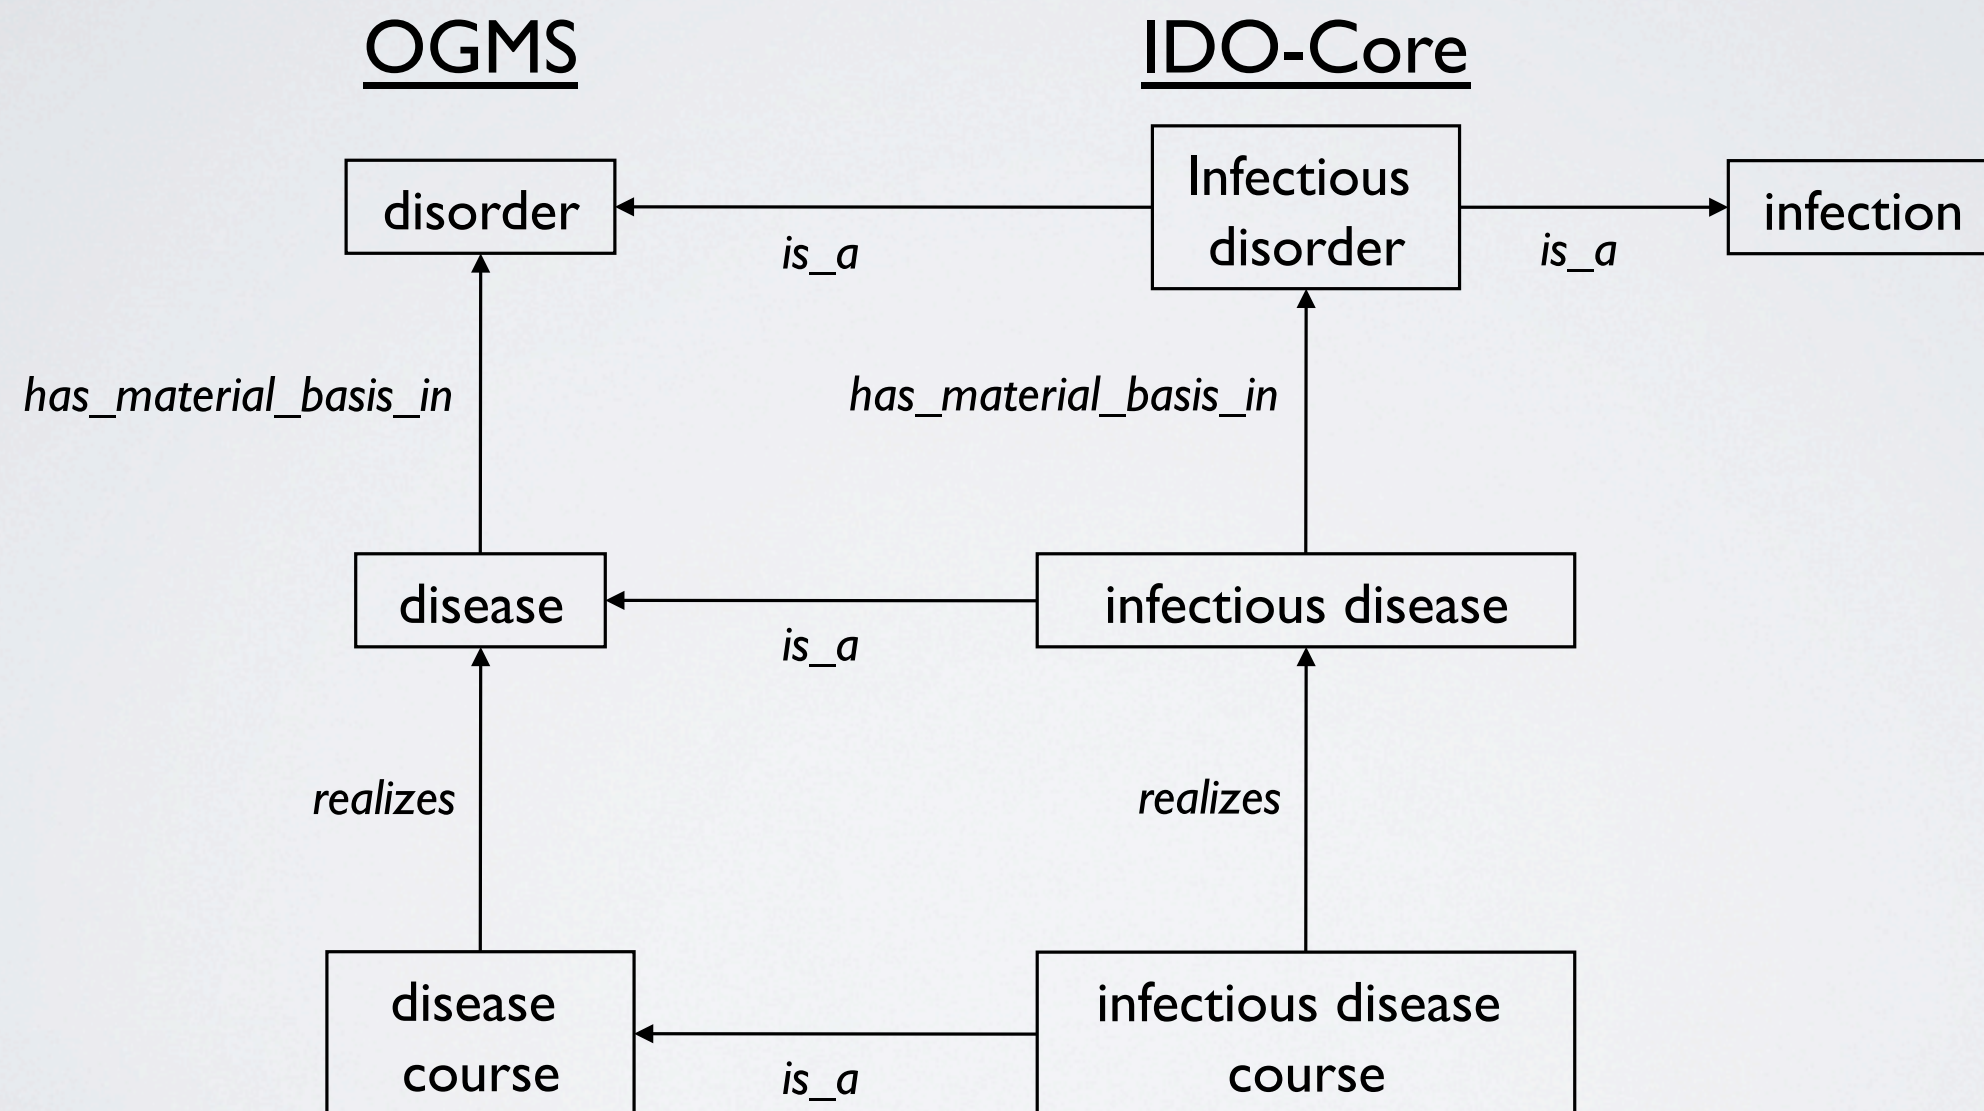 OGMS
IDO-Core
disorder
Infectious
disorder
infection
is_a
is_a
has_material_basis_in
has_material_basis_in
disease
infectious disease
is_a
realizes
realizes
disease
course
infectious disease
course
is_a